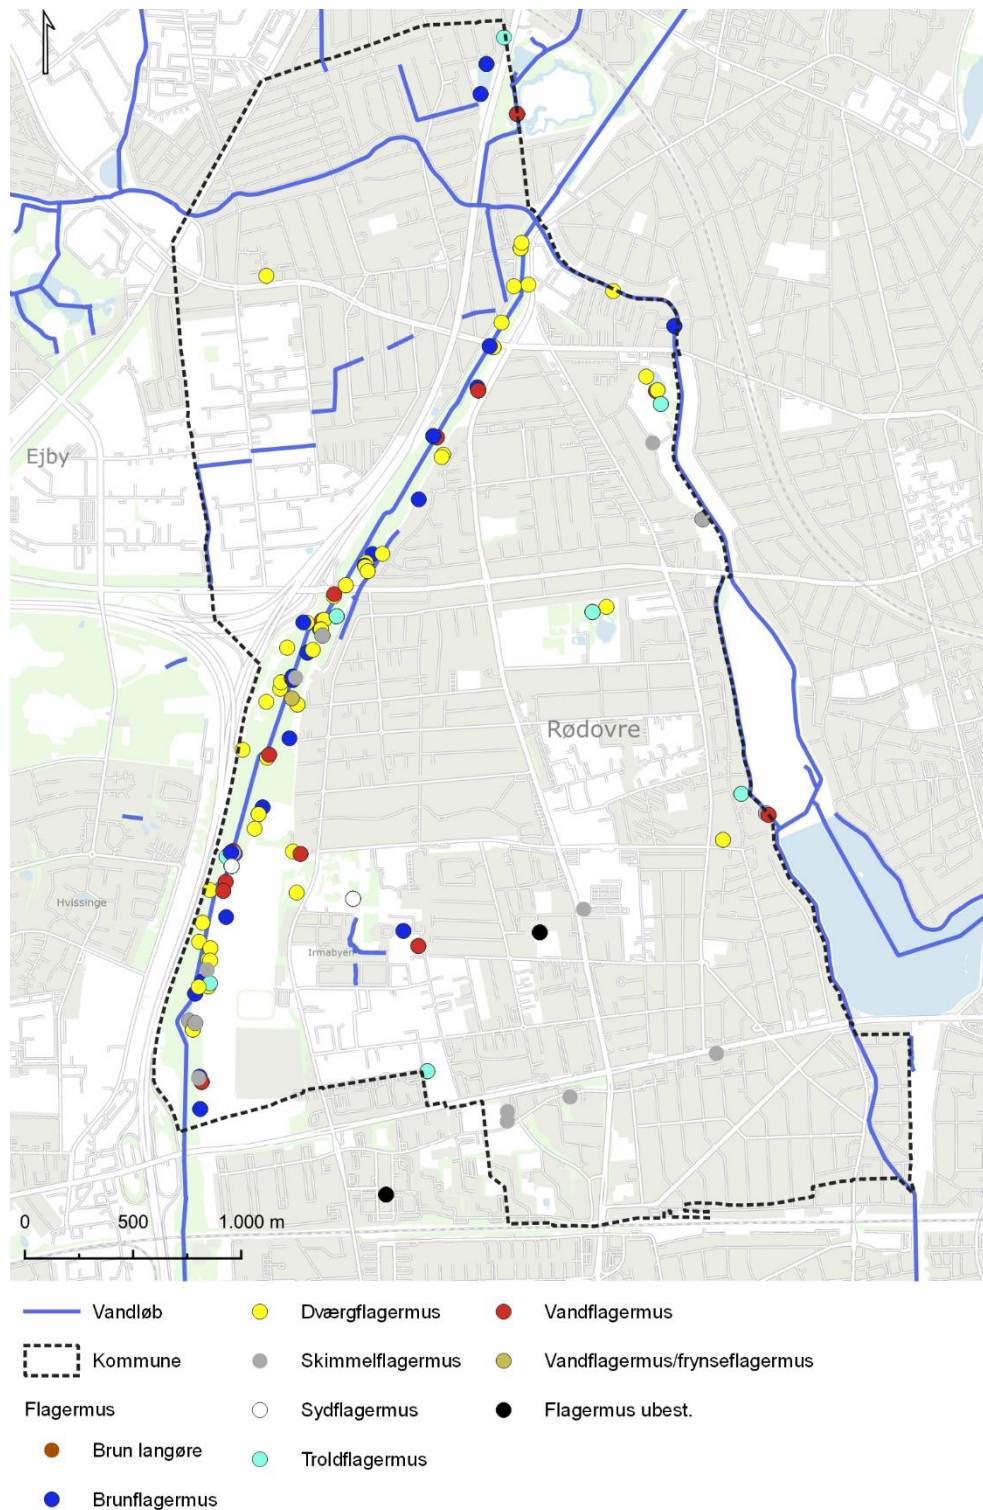 Ejby
Rødovre
Hvissinge
Irmabyen
0 500 1.000 m
Vandløb
Kommune
Flagermus
Brun langøre
Brunflagermus
Dværgflagermus
Skimmelflagermus
Sydflagermus
Troldflagermus
Vandflagermus
Vandflagermus/frynseflagermus
Flagermus ubest.